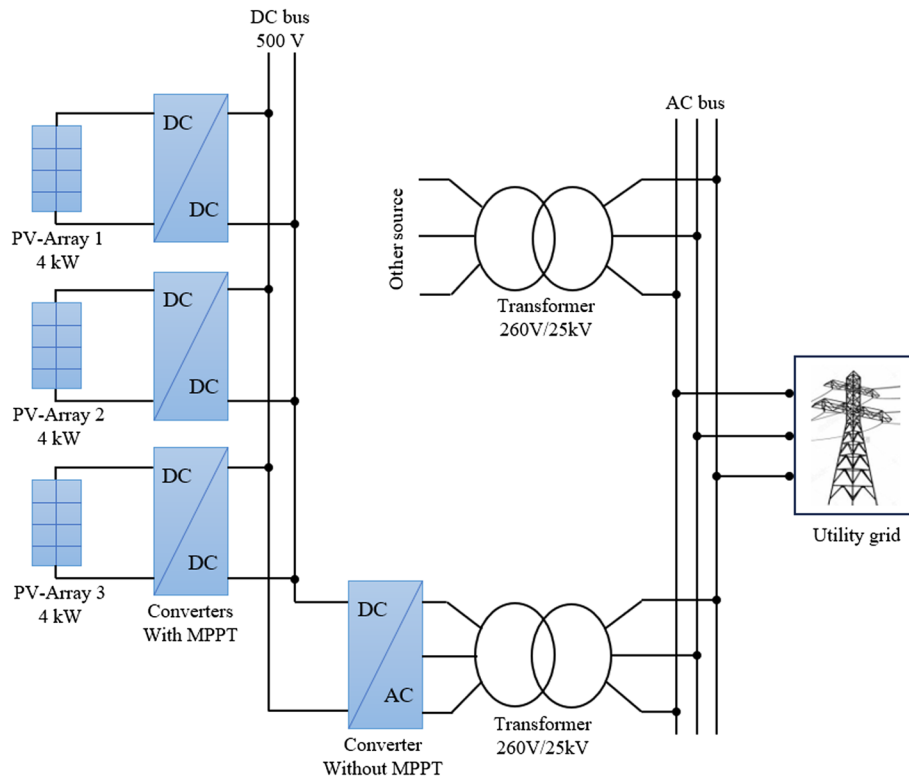 DC bus
500 V
DC
DC
PV-Array 1
4 kW
DC
DC
PV-Array 2
4 kW
DC
DC
PV-Array 3
4 kW
Converters
With MPPT
DC
AC
Converter
Without MPPT
Other source
Transformer
260V/25kV
Transformer
260V/25kV
AC bus
Utility grid